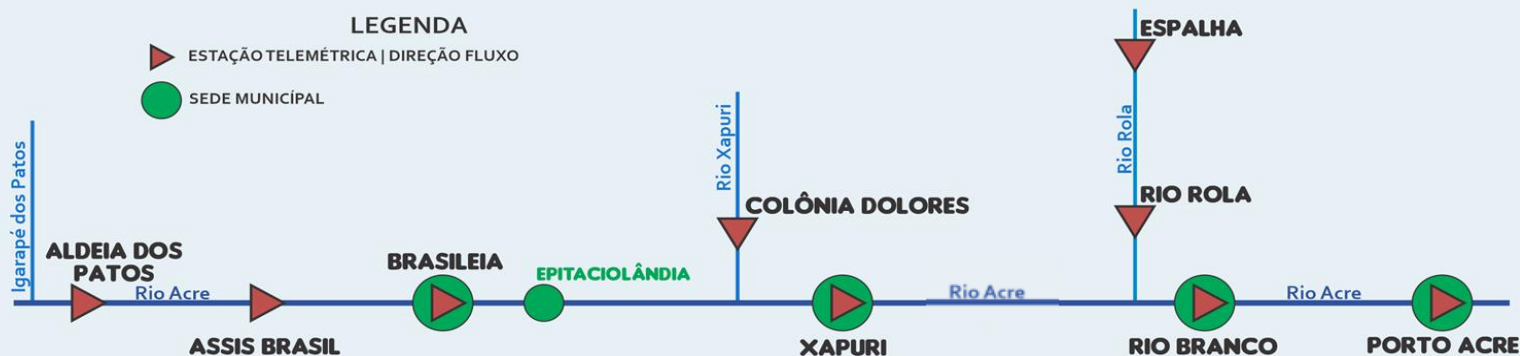 LEGENDA
ESTAÇÃO TELEMÉTRICA | DIREÇÃO FLUXO
SEDE MUNICÍPAL
Igarapé dos Patos
ALDEIA DOS
PATOS
Rio Acre
ASSIS BRASIL
BRASILEIA
EPITACIOLÂNDIA
Rio Xapuri
COLÔNIA DOLORES
XAPURI
Rio Acre
ESPALHA
Rio Rola
RIO ROLA
RIO BRANCO
Rio Acre
PORTO ACRE